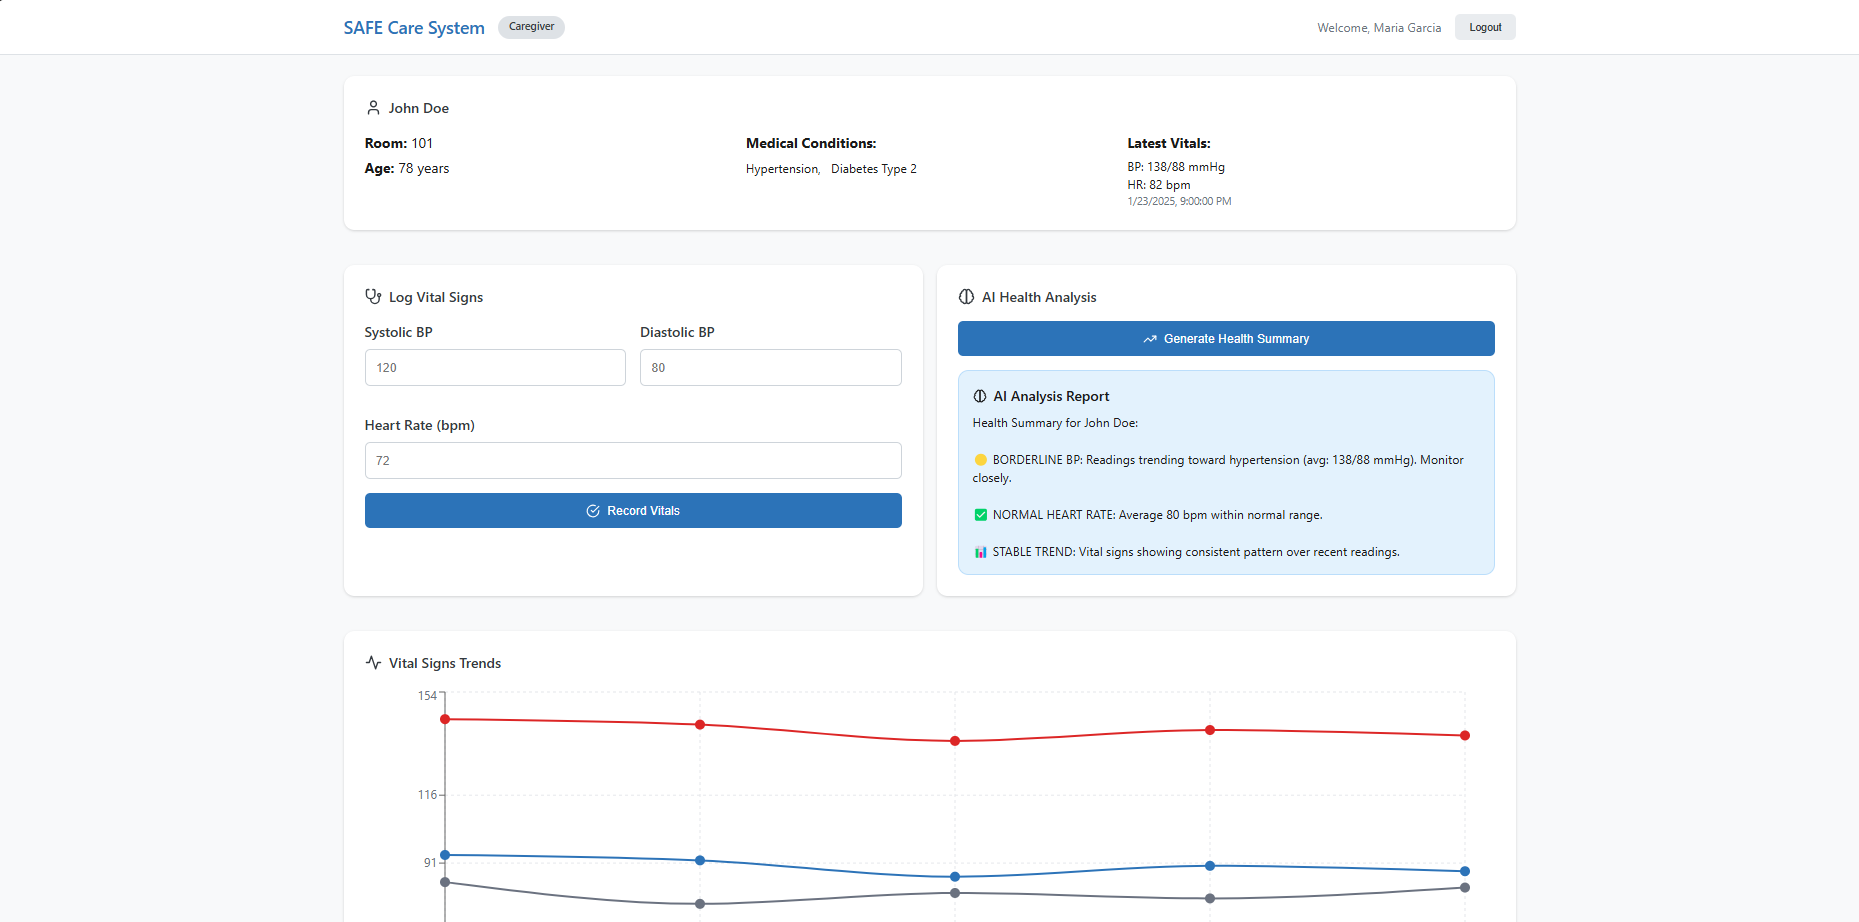 SAFE Care System
Caregiver
Welcome, Maria Garcia
Logout
John Doe
Room: 101
Age: 78 years
Medical Conditions:
Hypertension, Diabetes Type 2
Latest Vitals:
BP: 138/88 mmHg
HR: 82 bpm
1/23/2025, 9:00:00 PM
Log Vital Signs
Systolic BP
Diastolic BP
120
80
Heart Rate (bpm)
72
Record Vitals
AI Health Analysis
Generate Health Summary
AI Analysis Report
Health Summary for John Doe:
BORDERLINE BP: Readings trending toward hypertension (avg: 138/88 mmHg). Monitor
closely.
NORMAL HEART RATE: Average 80 bpm within normal range.
STABLE TREND: Vital signs showing consistent pattern over recent readings.
Vital Signs Trends
154
116
91